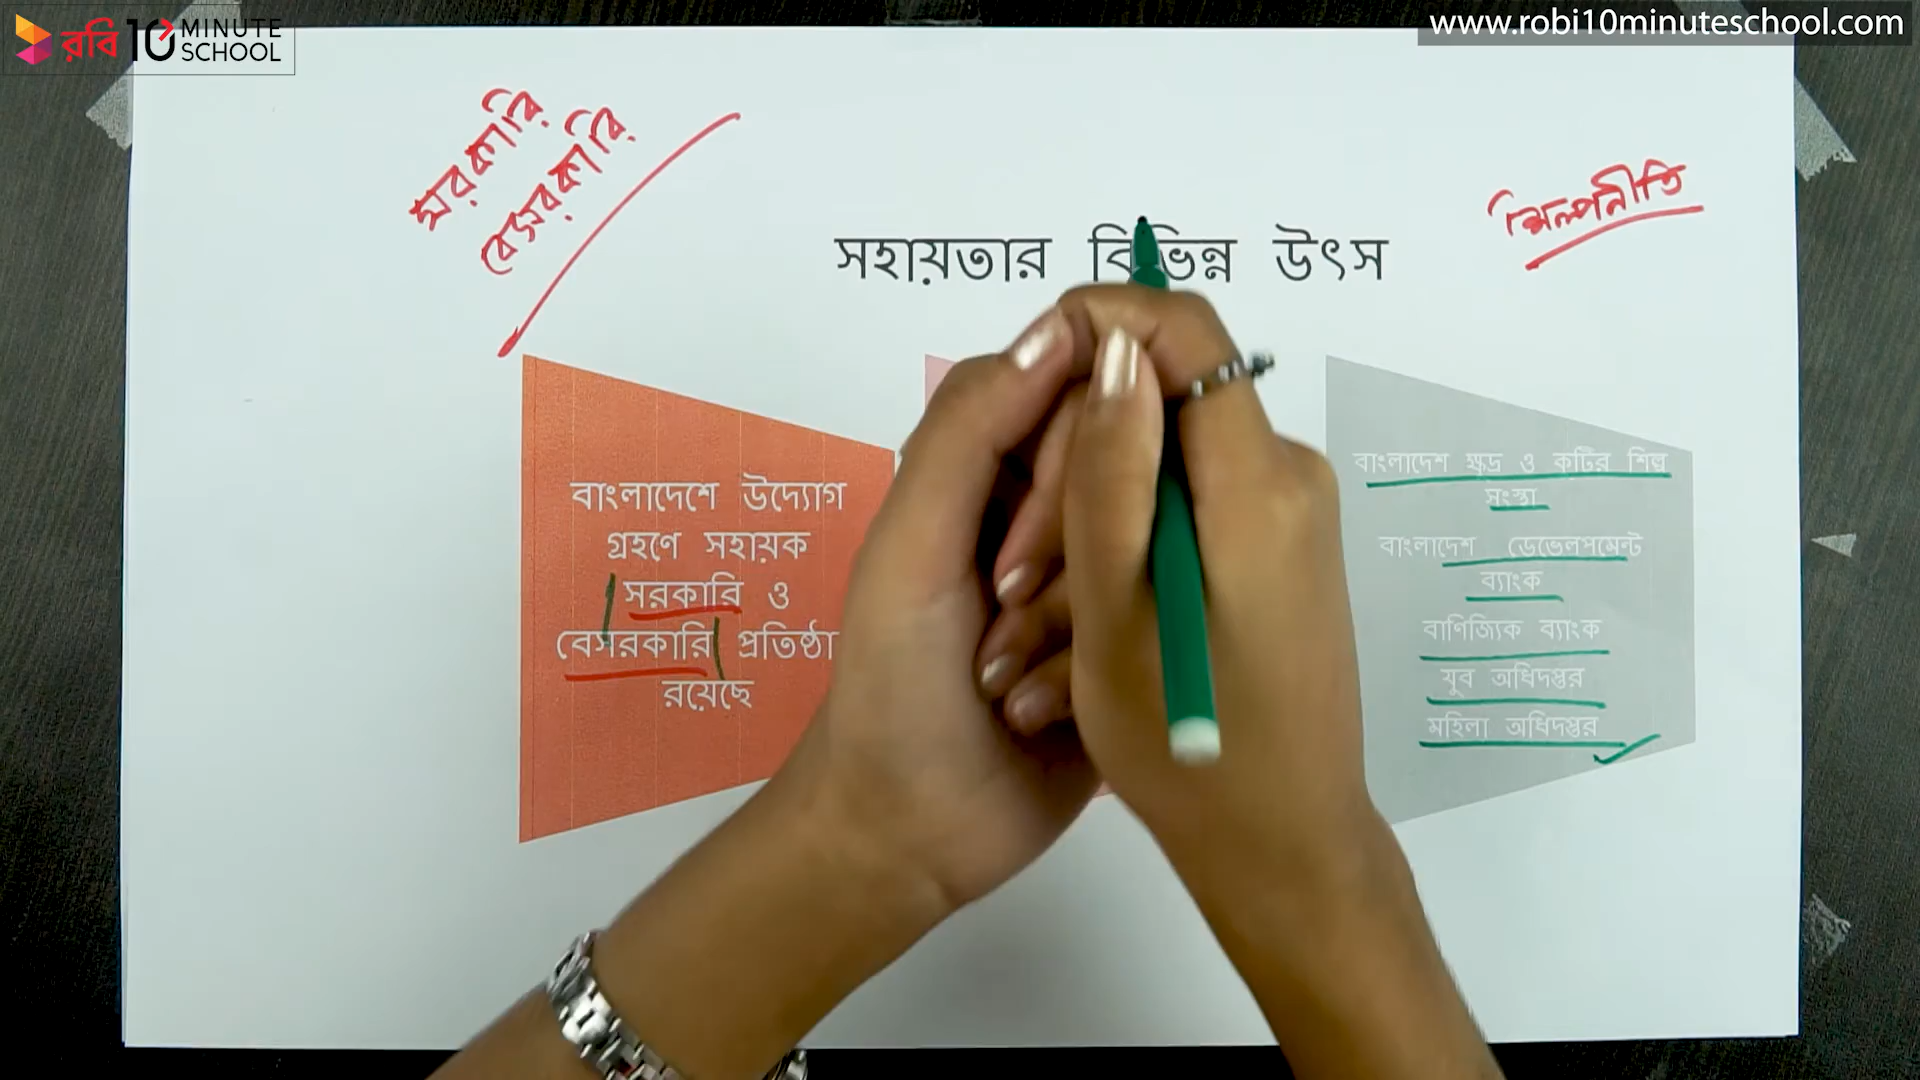 রবি 10 MINUTE SCHOOL
www.robi10minuteschool.com
সরকারি
বেসরকারি
শিল্পনীতি
সহায়তার বিভিন্ন উৎস
বাংলাদেশে উদ্যোগ
গ্রহণে সহায়ক
সরকারি ও
বেসরকারি প্রতিষ্ঠা
রয়েছে
বাংলাদেশ ক্ষুদ্র ও কটির শিল্প
সংস্তা
বাংলাদেশ ডেভেলপমেন্ট
ব্যাংক
বাণিজ্যিক ব্যাংক
যুব অধিদপ্তর
মহিলা অধিদপ্তর